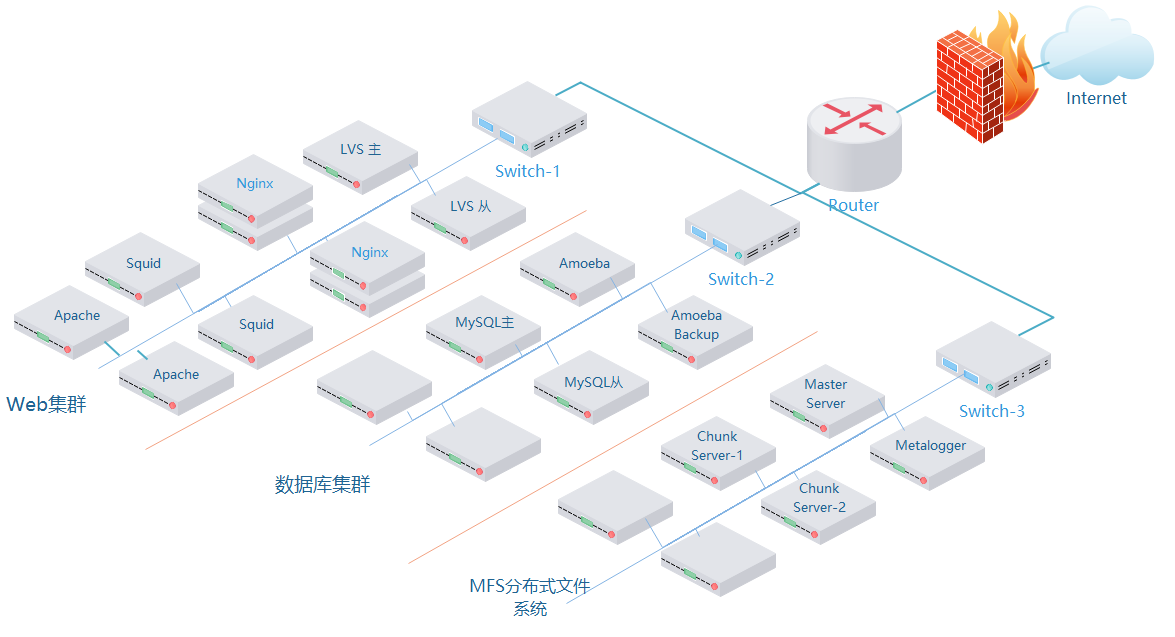 Internet
LVS 主
Switch-1
Nginx
LVS 从
Router
Nginx
Squid
Amoeba
Switch-2
Apache
Squid
MySQL主
Amoeba
Backup
Apache
MySQL从
Master
Server
Switch-3
Web集群
Chunk
Server-1
Metalogger
数据库集群
Chunk
Server-2
MFS分布式文件
系统